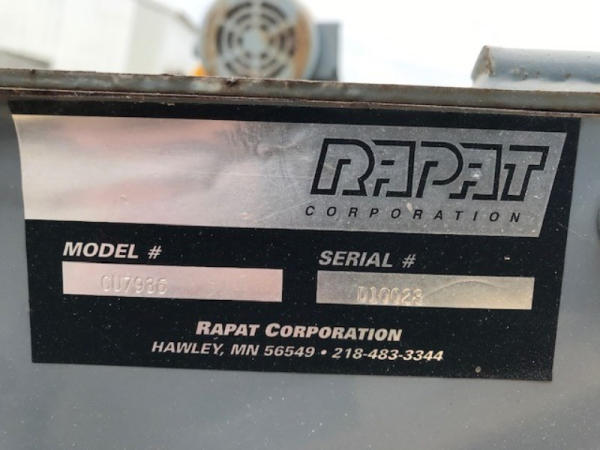 RAPAT
CORPORATION
MODEL #
SERIAL #
RAPAT CORPORATION
HAWLEY, MN 56549 • 218-483-3344